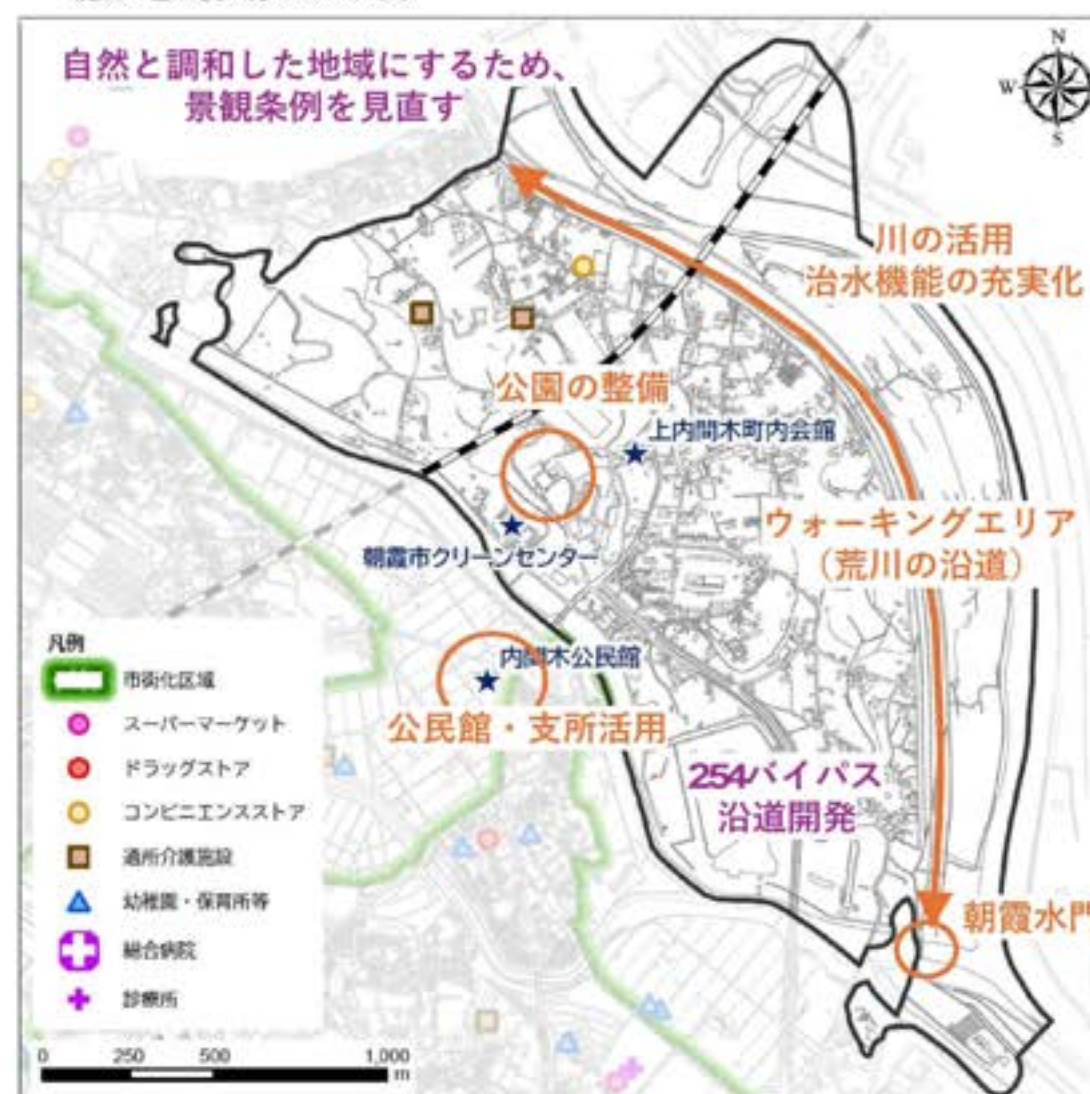 自然と調和した地域にするため、
景観条例を見直す
N
W
S
川の活用
治水機能の充実化
公園の整備
上内間木町内会館
ウォーキングエリア
(荒川の沿道)
朝霞市クリーンセンター
内間木公民館
公民館・支所活用
254バイパス
沿道開発
朝霞水門
凡例
市街化区域
スーパーマーケット
ドラッグストア
コンビニエンスストア
通所介護施設
幼稚園・保育所等
総合病院
診療所
0 250 500 1,000
m